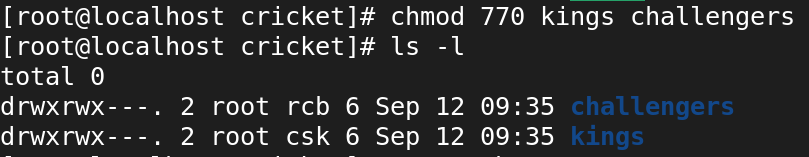 [root@localhost cricket]# chmod 770 kings challengers
[root@localhost cricket]# ls -l
total 0
drwxrwx---. 2 root rcb 6 Sep 12 09:35 challengers
drwxrwx---. 2 root csk 6 Sep 12 09:35 kings